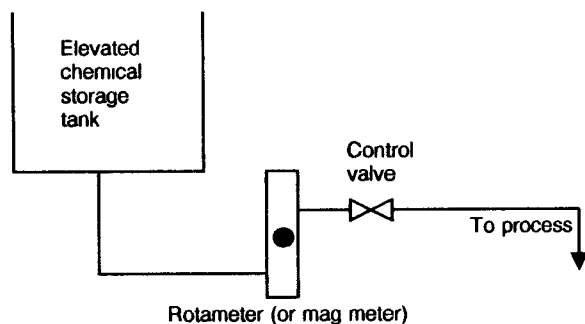 Elevated
chemical
storage
tank
Control
valve
To process
Rotameter (or mag meter)